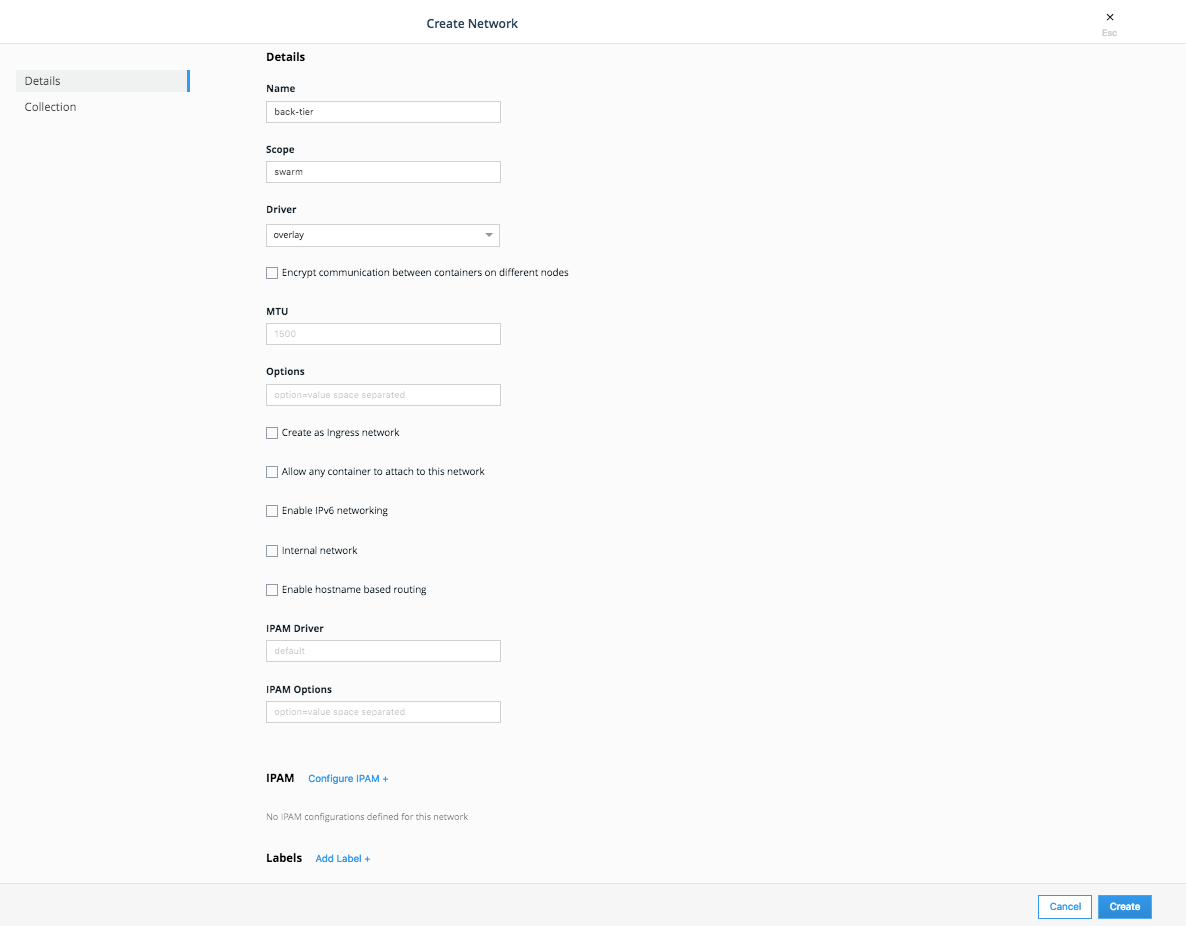 Create Network
×
Esc
Details
Collection
Details
Name
back-tier
Scope
swarm
Driver
overlay
Encrypt communication between containers on different nodes
MTU
1500
Options
option=value space separated
Create as Ingress network
Allow any container to attach to this network
Enable IPv6 networking
Internal network
Enable hostname based routing
IPAM Driver
default
IPAM Options
option=value space separated
IPAM Configure IPAM +
No IPAM configurations defined for this network
Labels Add Label +
Cancel Create